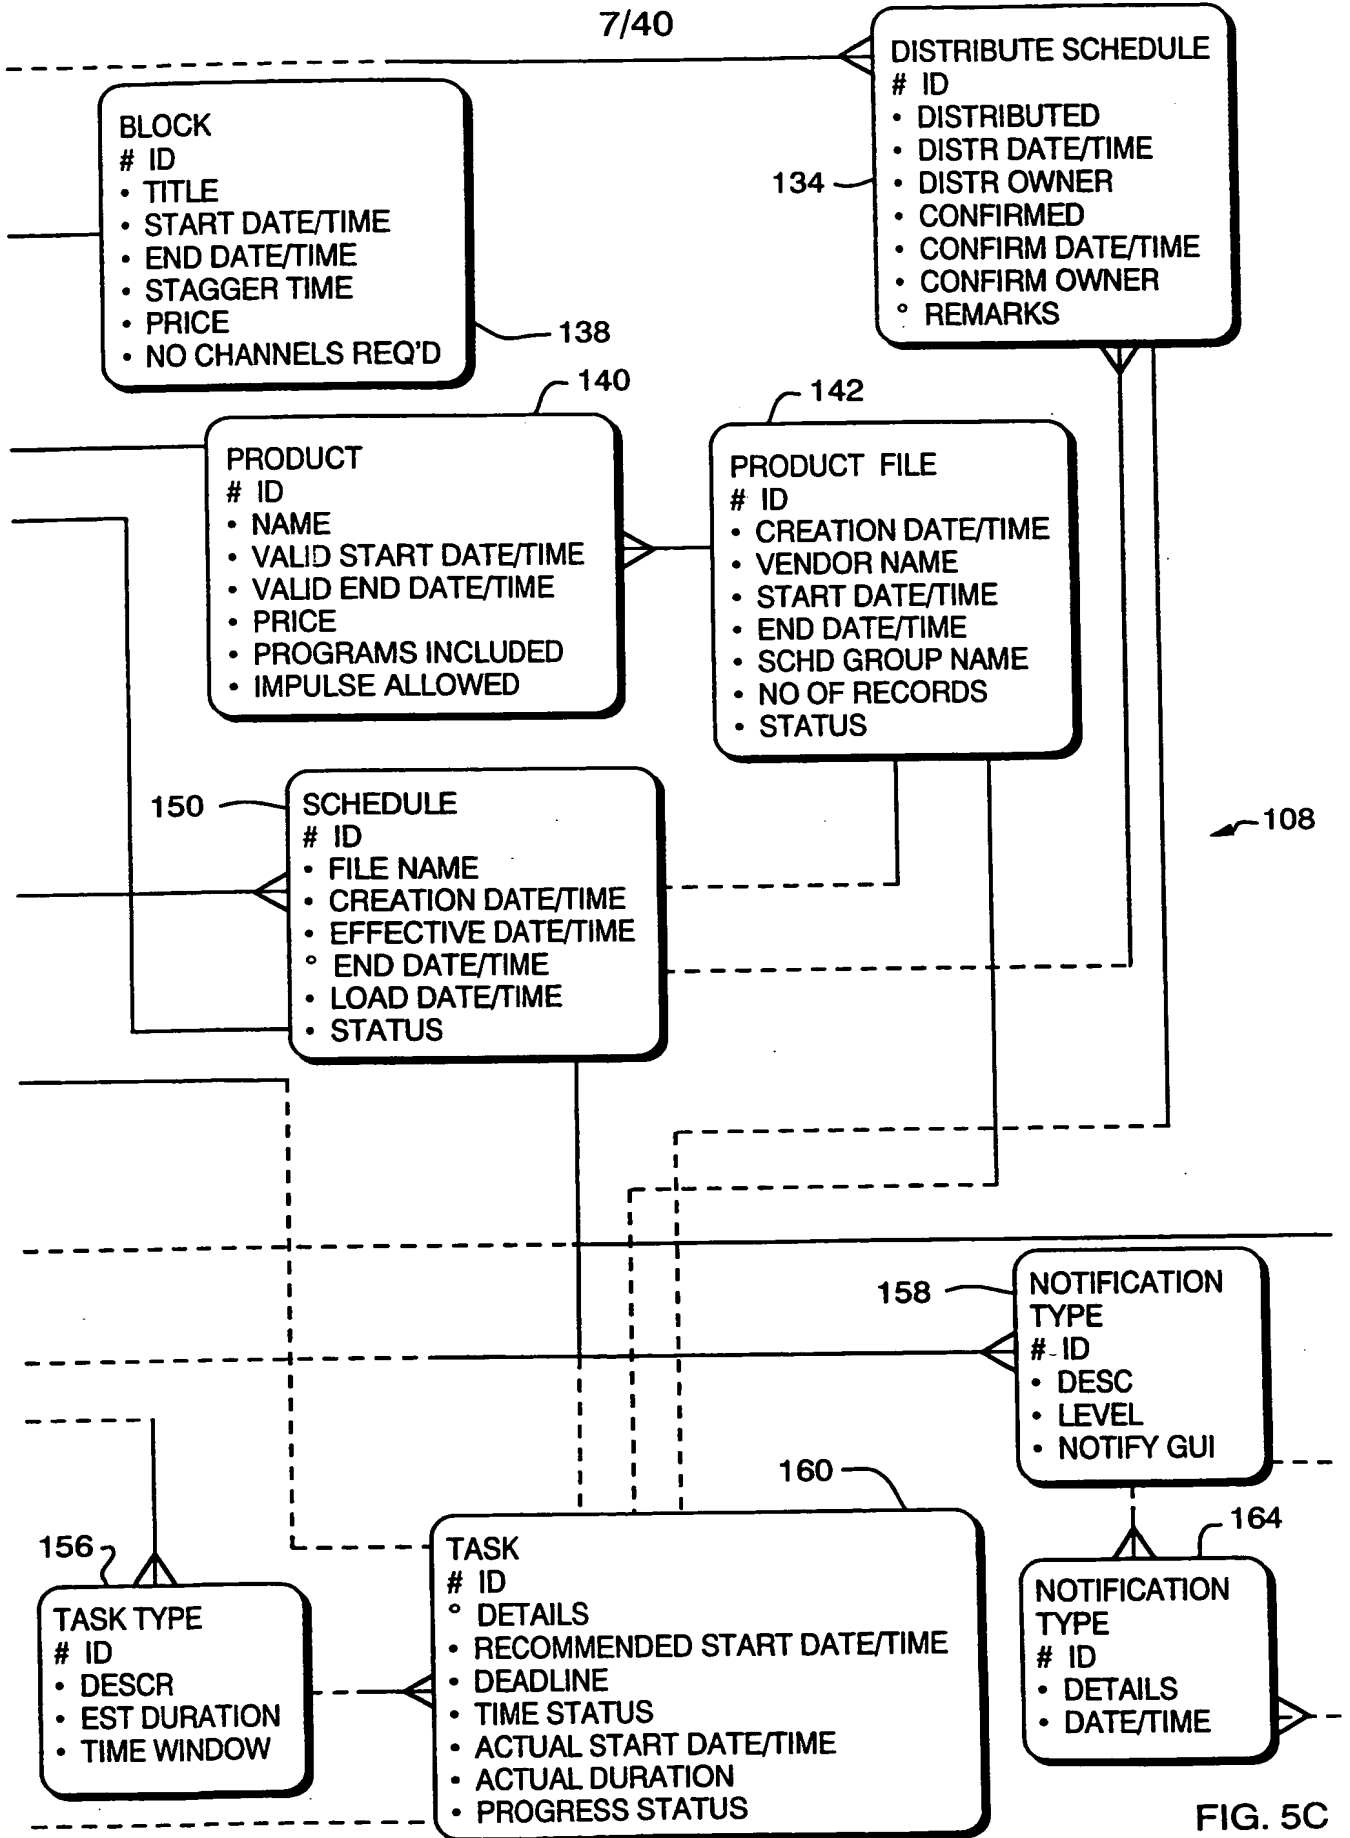 7/40
DISTRIBUTE SCHEDULE
# ID
• DISTRIBUTED
• DISTR DATE/TIME
• DISTR OWNER
• CONFIRMED
• CONFIRM DATE/TIME
• CONFIRM OWNER
° REMARKS
134
BLOCK
# ID
• TITLE
• START DATE/TIME
• END DATE/TIME
• STAGGER TIME
• PRICE
• NO CHANNELS REQ'D
138
140
PRODUCT
# ID
• NAME
• VALID START DATE/TIME
• VALID END DATE/TIME
• PRICE
• PROGRAMS INCLUDED
• IMPULSE ALLOWED
142
PRODUCT FILE
# ID
• CREATION DATE/TIME
• VENDOR NAME
• START DATE/TIME
• END DATE/TIME
• SCHD GROUP NAME
• NO OF RECORDS
• STATUS
150
SCHEDULE
# ID
• FILE NAME
• CREATION DATE/TIME
• EFFECTIVE DATE/TIME
° END DATE/TIME
• LOAD DATE/TIME
• STATUS
108
158
NOTIFICATION
TYPE
# ID
• DESC
• LEVEL
• NOTIFY GUI
156
TASK TYPE
# ID
• DESCR
• EST DURATION
• TIME WINDOW
160
TASK
# ID
° DETAILS
• RECOMMENDED START DATE/TIME
• DEADLINE
• TIME STATUS
• ACTUAL START DATE/TIME
• ACTUAL DURATION
• PROGRESS STATUS
164
NOTIFICATION
TYPE
# ID
• DETAILS
• DATE/TIME
FIG. 5C